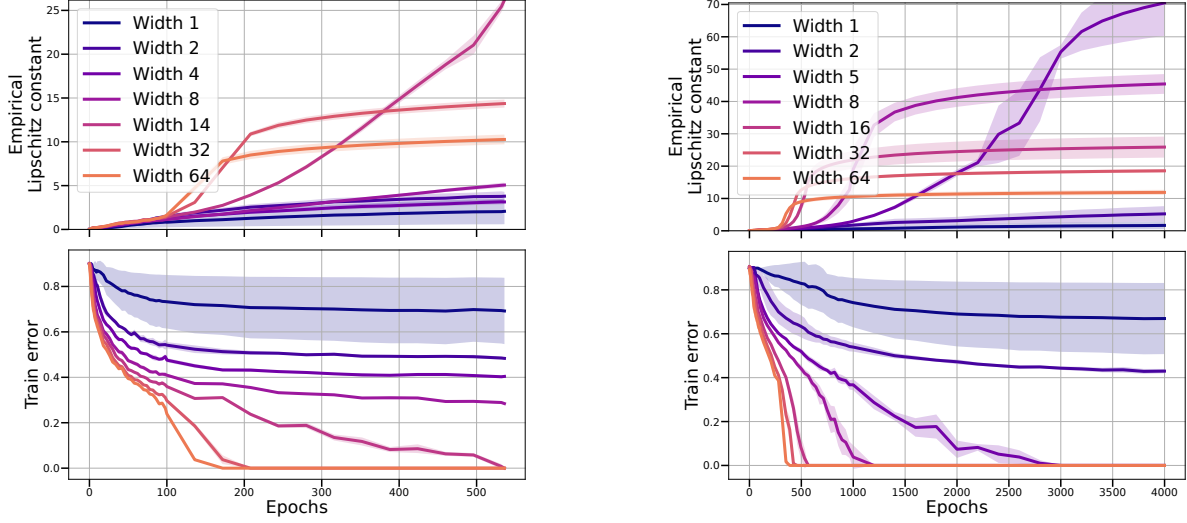 Empirical
Lipschitz constant
25
20
15
10
5
0
Width 1
Width 2
Width 4
Width 8
Width 14
Width 32
Width 64
Train error
0.8
0.6
0.4
0.2
0.0
0
100
200
300
400
500
Epochs
Empirical
Lipschitz constant
70
60
50
40
30
20
10
0
Width 1
Width 2
Width 5
Width 8
Width 16
Width 32
Width 64
Train error
0.8
0.6
0.4
0.2
0.0
0
500
1000
1500
2000
2500
3000
3500
4000
Epochs